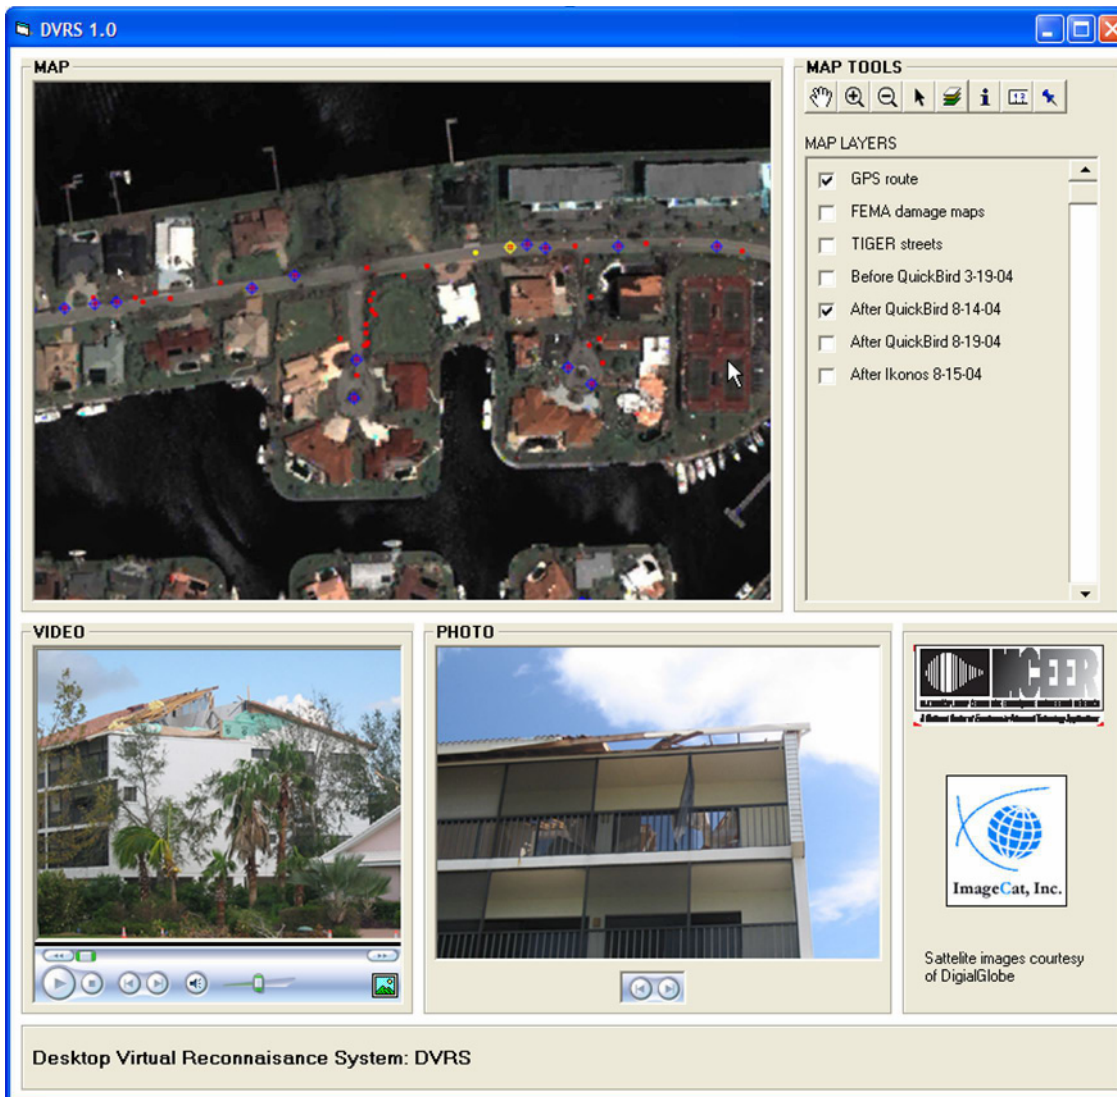 DVRS 1.0
MAP
MAP TOOLS
MAP LAYERS
GPS route
FEMA damage maps
TIGER streets
Before QuickBird 3-19-04
After QuickBird 8-14-04
After QuickBird 8-19-04
After Ikonos 8-15-04
VIDEO
PHOTO
MCEER
ImageCat, Inc.
Sattelite images courtesy
of DigialGlobe
Desktop Virtual Reconnaisance System: DVRS